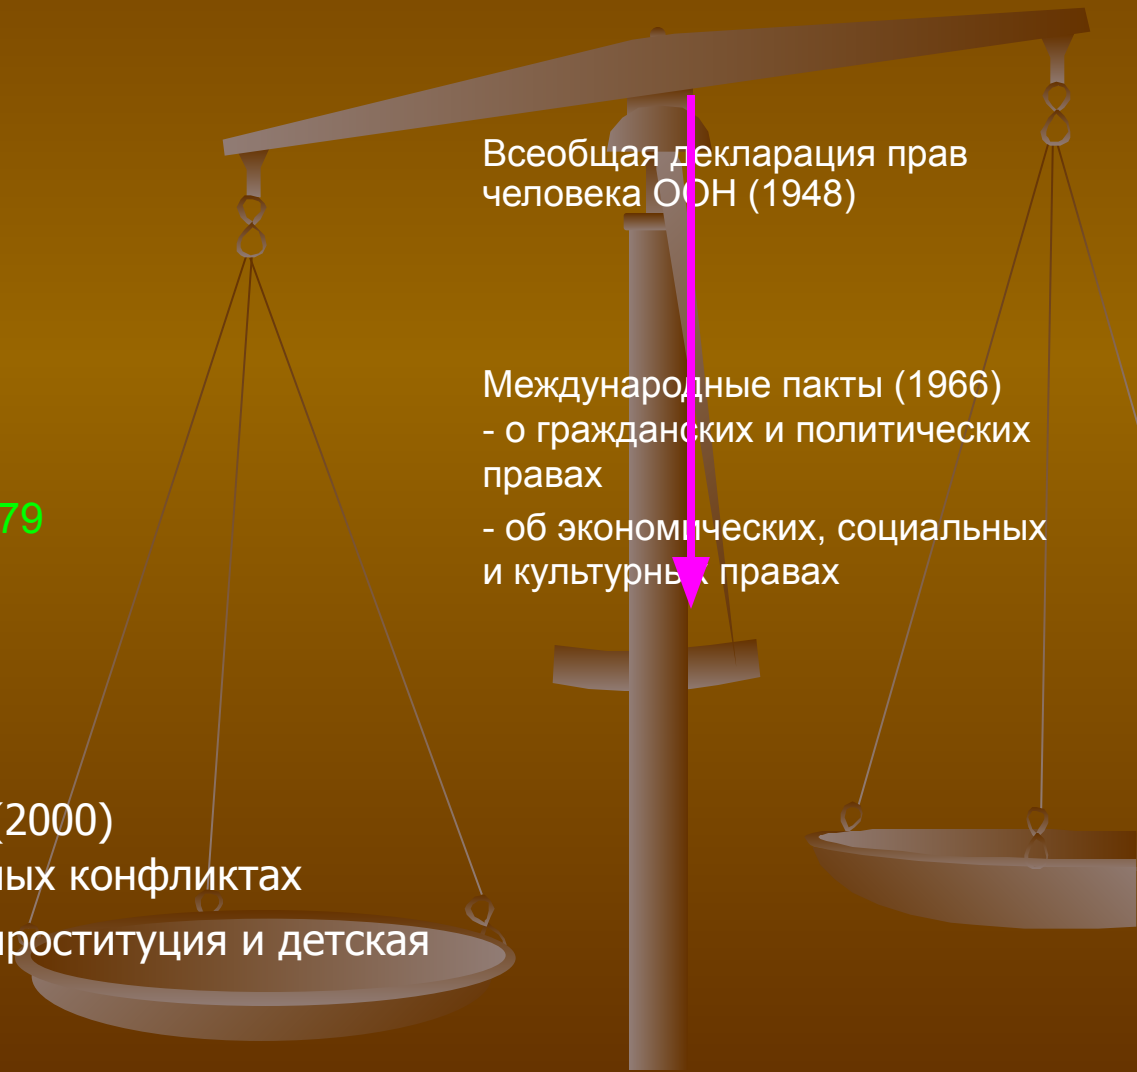 Всеобщая декларация прав
человека ООН (1948)
Международные пакты (1966)
- о гражданских и политических
правах
79
- об экономических, социальных
и культурных правах
(2000)
ных конфликтах
проституция и детская